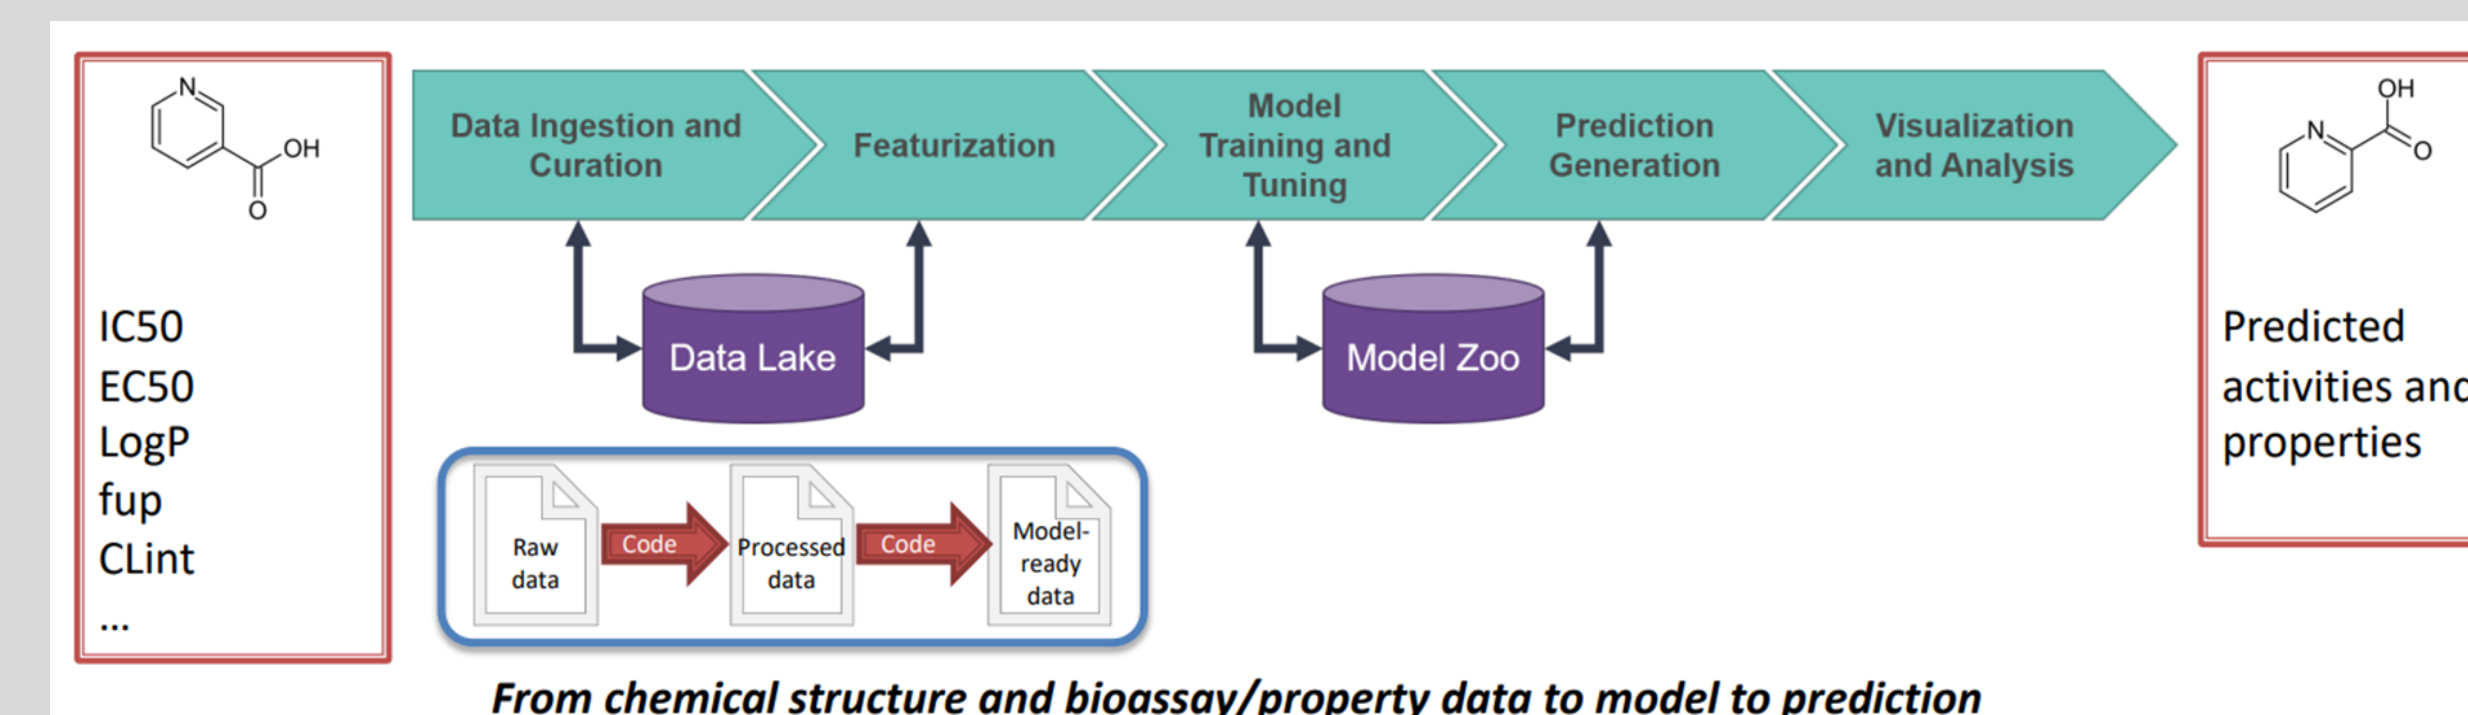 N
OH
O
IC50
EC50
LogP
fup
CLint
...
Data Ingestion and
Curation
Featurization
Model
Training and
Tuning
Prediction
Generation
Visualization
and Analysis
Data Lake
Model Zoo
Raw
data
Code
Processed
data
Code
Model-
ready
data
OH
N
O
Predicted
activities and
properties
From chemical structure and bioassay/property data to model to prediction